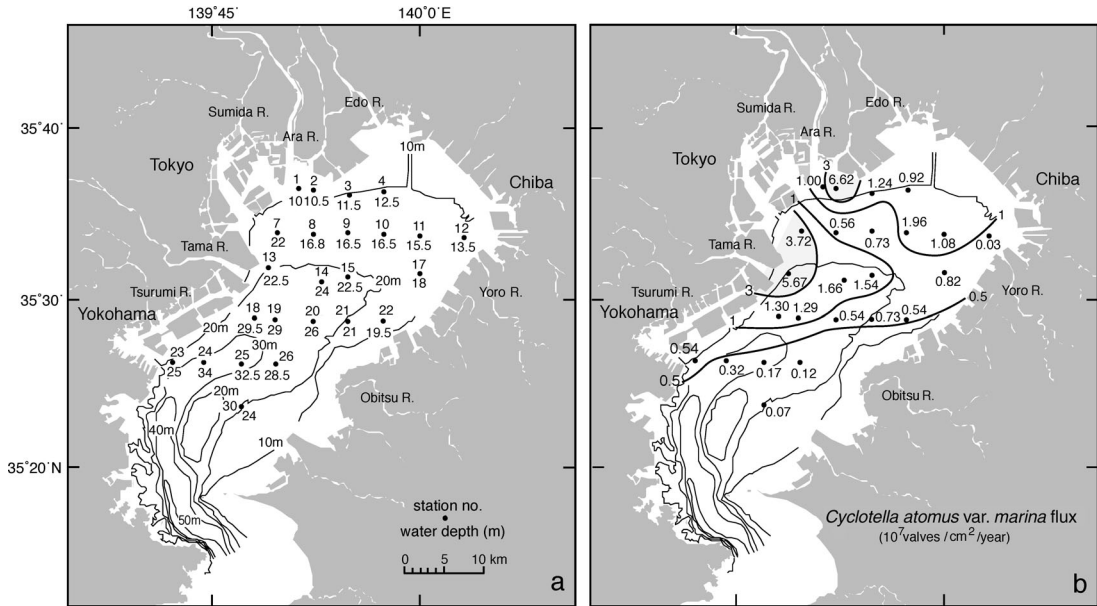 139°45′
140°0′E
35°40′
35°30′
35°20′N
Sumida R.
Edo R.
Ara R.
10m
Tokyo
Chiba
1 2 3 4
10 10.5 11.5 12.5
7 8 9 10 11 12
22 16.8 16.5 16.5 15.5 13.5
Tama R.
13 14 15 17
22.5 24 22.5 20m 18
Tsurumi R.
Yoro R.
Yokohama
18 19 20 21 22
20m 29.5 29 26 21 19.5
30m
23 24 25 26
25 34 32.5 28.5
20m
30
24
Obitsu R.
40m
10m
50m
station no.
water depth (m)
0 5 10 km
a
Sumida R.
Edo R.
Ara R.
Tokyo
Chiba
3
1.00 6.62 1.24 0.92
1
0.56 1.96 1
3.72 0.73 1.08 0.03
Tama R.
5.67 1.66 1.54 0.82
Tsurumi R.
3
Yoro R.
Yokohama
1.30 1.29 0.54 0.73 0.54 0.5
1
0.54
0.5 0.32 0.17 0.12
0.07
Obitsu R.
Cyclotella atomus var. marina flux
(10⁷valves/cm²/year)
b